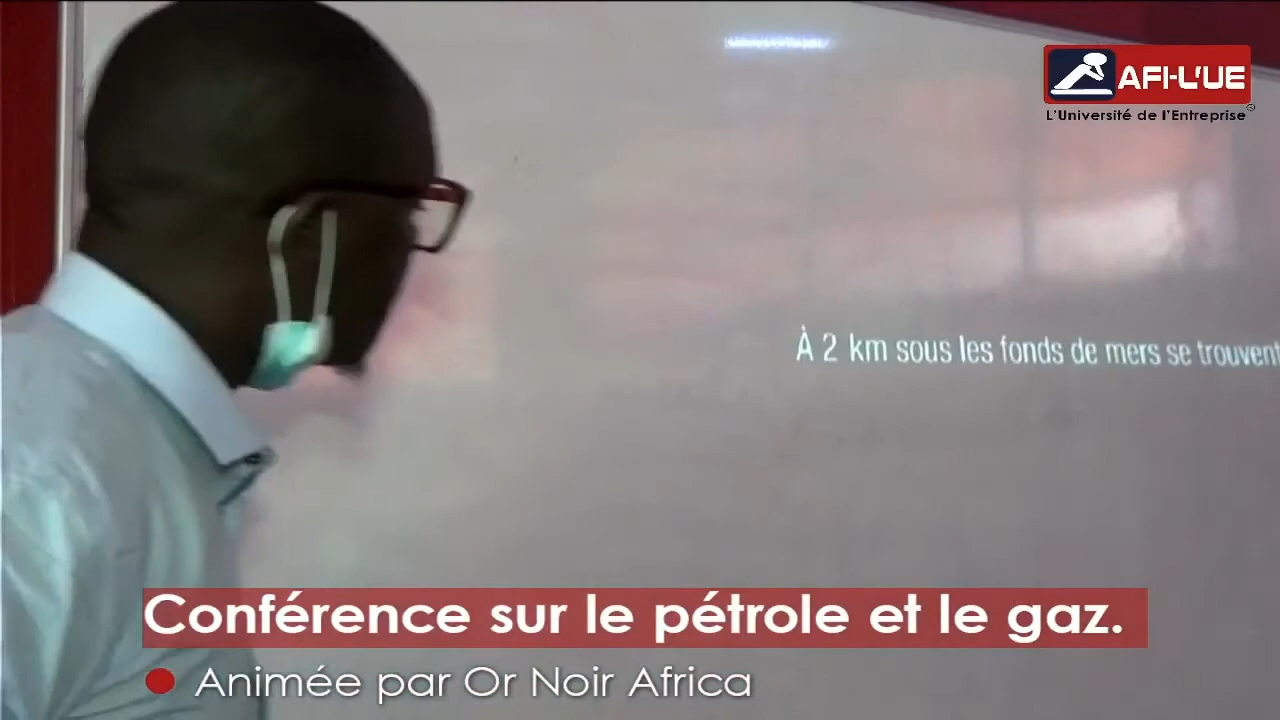 AFI-L'UE
L'Université de l'Entreprise®
À 2 km sous les fonds de mers se trouvent
Conférence sur le pétrole et le gaz.
Animée par Or Noir Africa